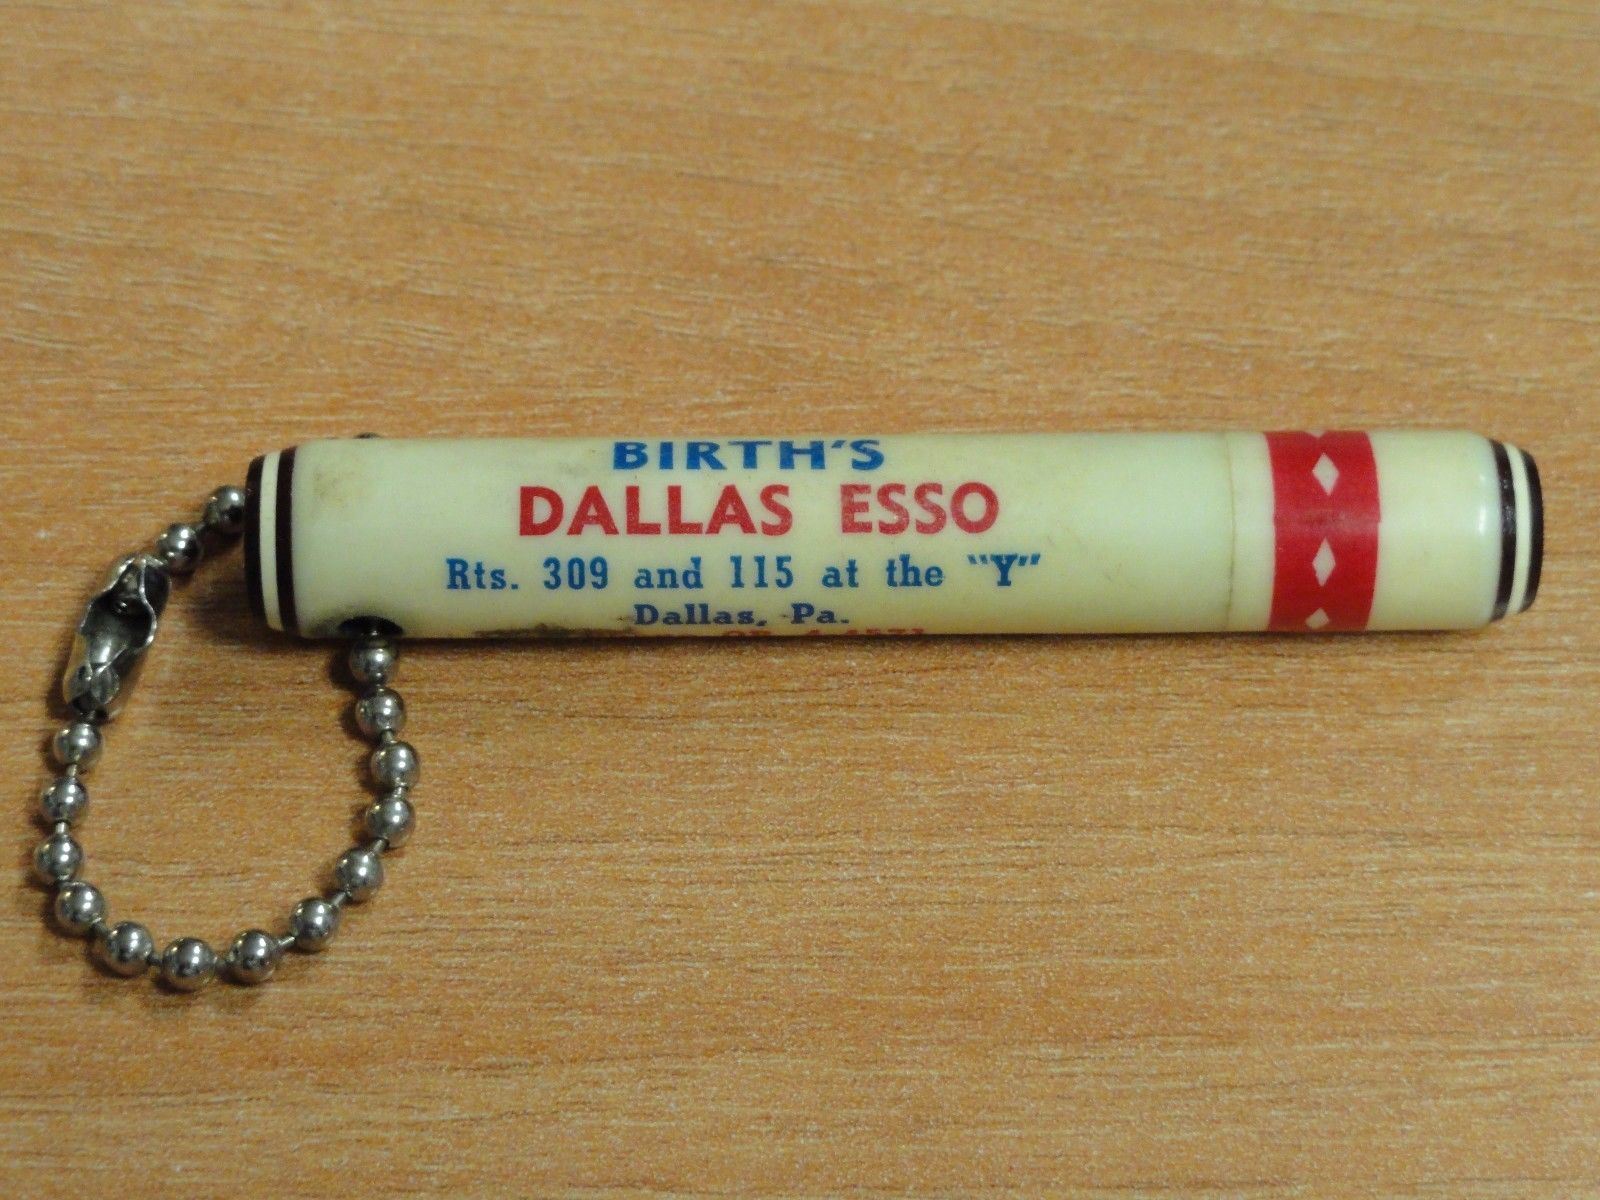 BIRTH'S
DALLAS ESSO
Rts. 309 and 115 at the "Y"
Dallas, Pa.